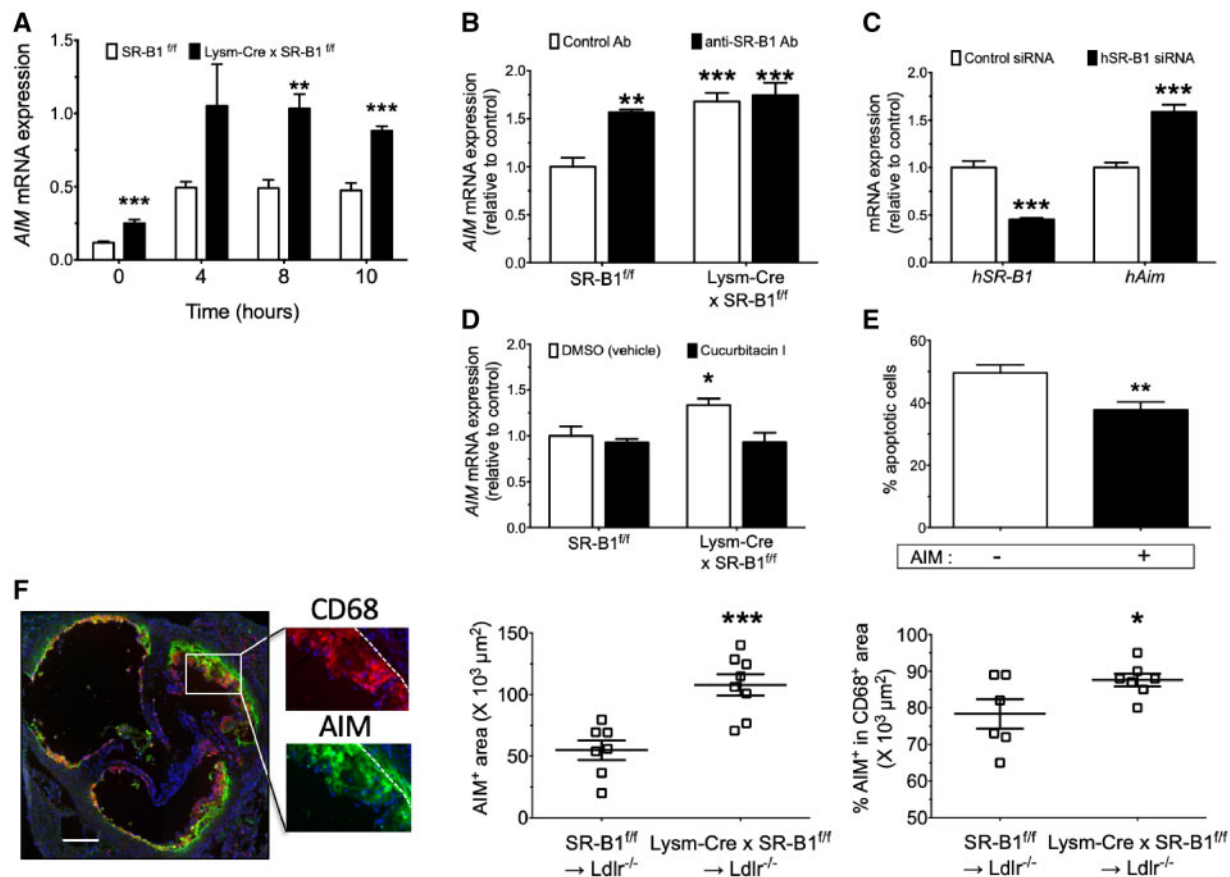 A
SR-B1 f/f
Lysm-Cre x SR-B1 f/f
AIM mRNA expression
1.5
1.0
0.5
0.0
***
**
***
0
4
8
10
Time (hours)
B
Control Ab
anti-SR-B1 Ab
AIM mRNA expression
(relative to control)
2.0
1.5
1.0
0.5
0.0
**
***
***
SR-B1f/f
Lysm-Cre
x SR-B1f/f
C
Control siRNA
hSR-B1 siRNA
mRNA expression
(relative to control)
2.0
1.5
1.0
0.5
0.0
***
***
hSR-B1
hAim
D
DMSO (vehicle)
Cucurbitacin I
AIM mRNA expression
(relative to control)
2.0
1.5
1.0
0.5
0.0
*
SR-B1f/f
Lysm-Cre
x SR-B1f/f
E
% apoptotic cells
60
40
20
0
**
AIM :
-
+
F
CD68
AIM
AIM+ area (X 10³ µm²)
150
100
50
0
***
SR-B1f/f
→ Ldlr-/-
Lysm-Cre x SR-B1f/f
→ Ldlr-/-
% AIM+ in CD68+ area
(X 10³ µm²)
100
90
80
70
60
50
*
SR-B1f/f
→ Ldlr-/-
Lysm-Cre x SR-B1f/f
→ Ldlr-/-